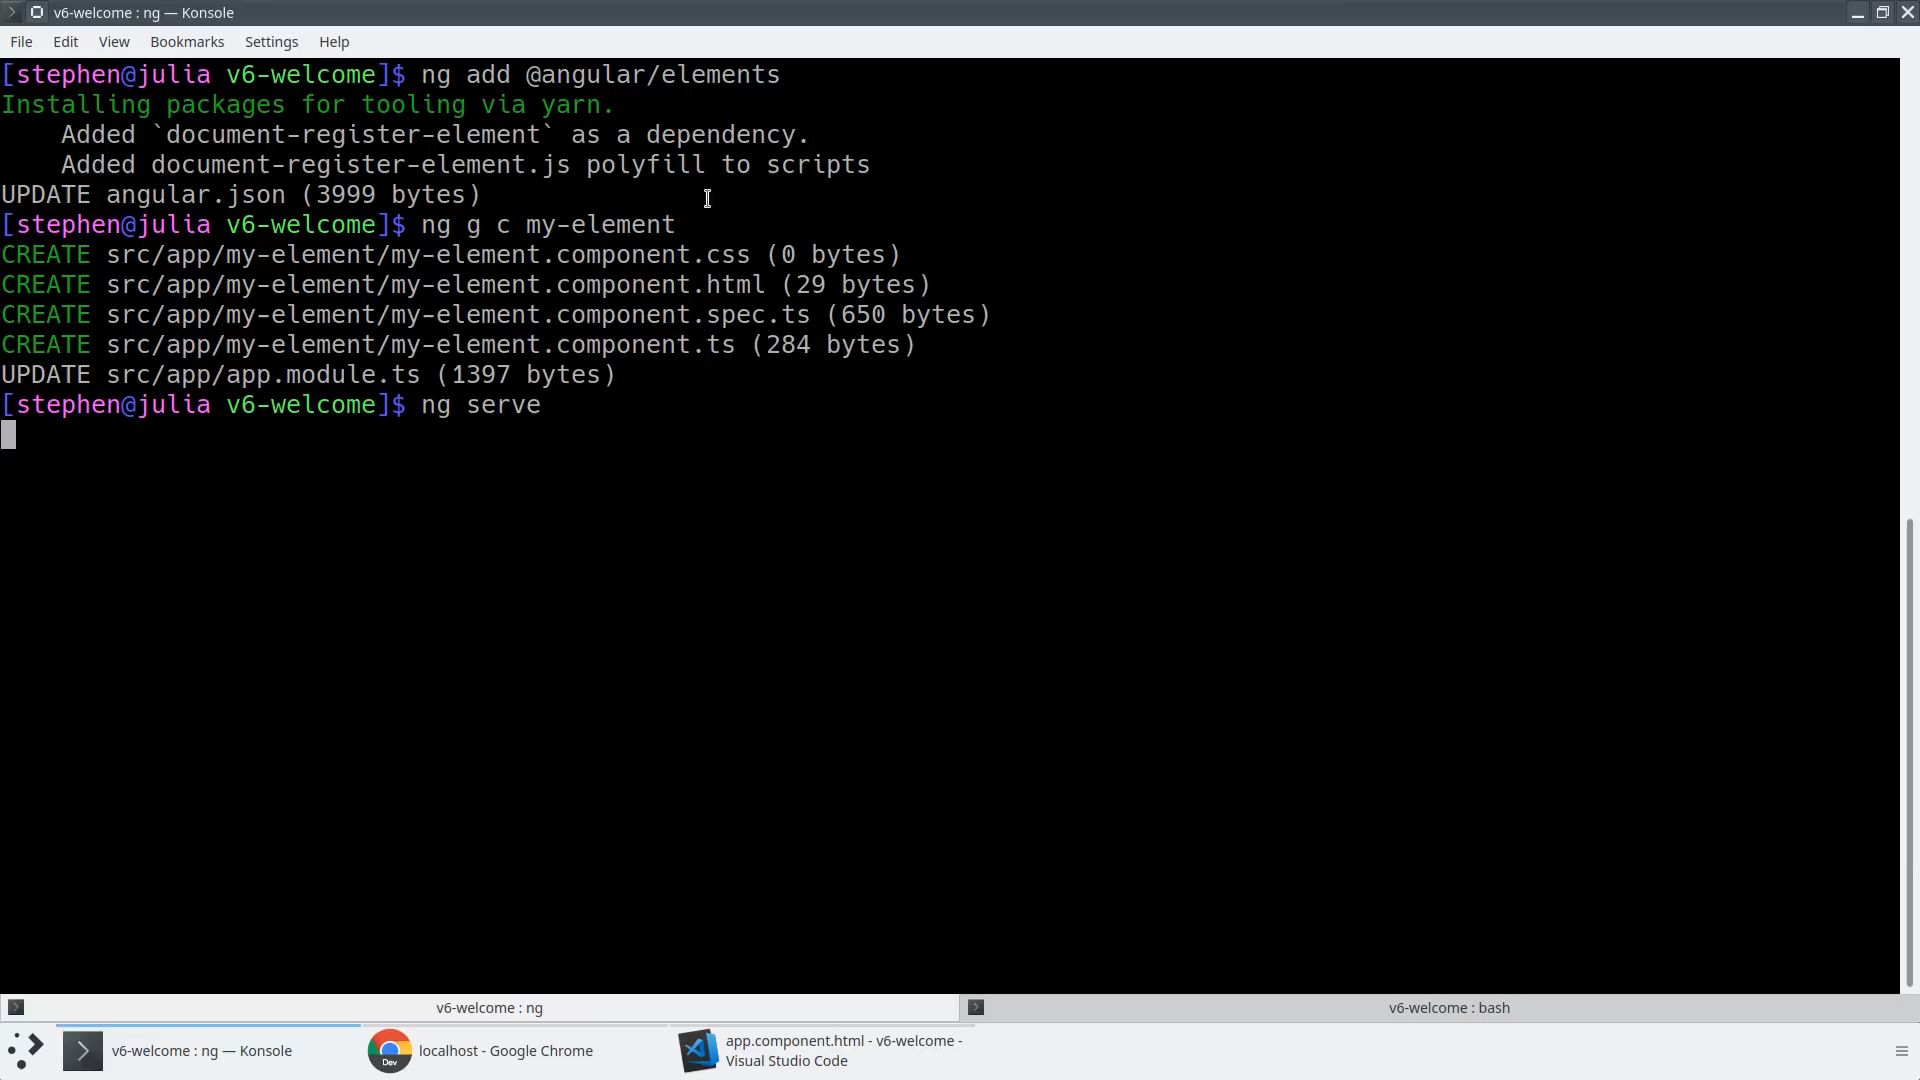 v6-welcome : ng — Konsole
File Edit View Bookmarks Settings Help
[stephen@julia v6-welcome]$ ng add @angular/elements
Installing packages for tooling via yarn.
    Added `document-register-element` as a dependency.
    Added document-register-element.js polyfill to scripts
UPDATE angular.json (3999 bytes)
[stephen@julia v6-welcome]$ ng g c my-element
CREATE src/app/my-element/my-element.component.css (0 bytes)
CREATE src/app/my-element/my-element.component.html (29 bytes)
CREATE src/app/my-element/my-element.component.spec.ts (650 bytes)
CREATE src/app/my-element/my-element.component.ts (284 bytes)
UPDATE src/app/app.module.ts (1397 bytes)
[stephen@julia v6-welcome]$ ng serve
v6-welcome : ng
v6-welcome : bash
v6-welcome : ng — Konsole
Dev
localhost - Google Chrome
app.component.html - v6-welcome -
Visual Studio Code